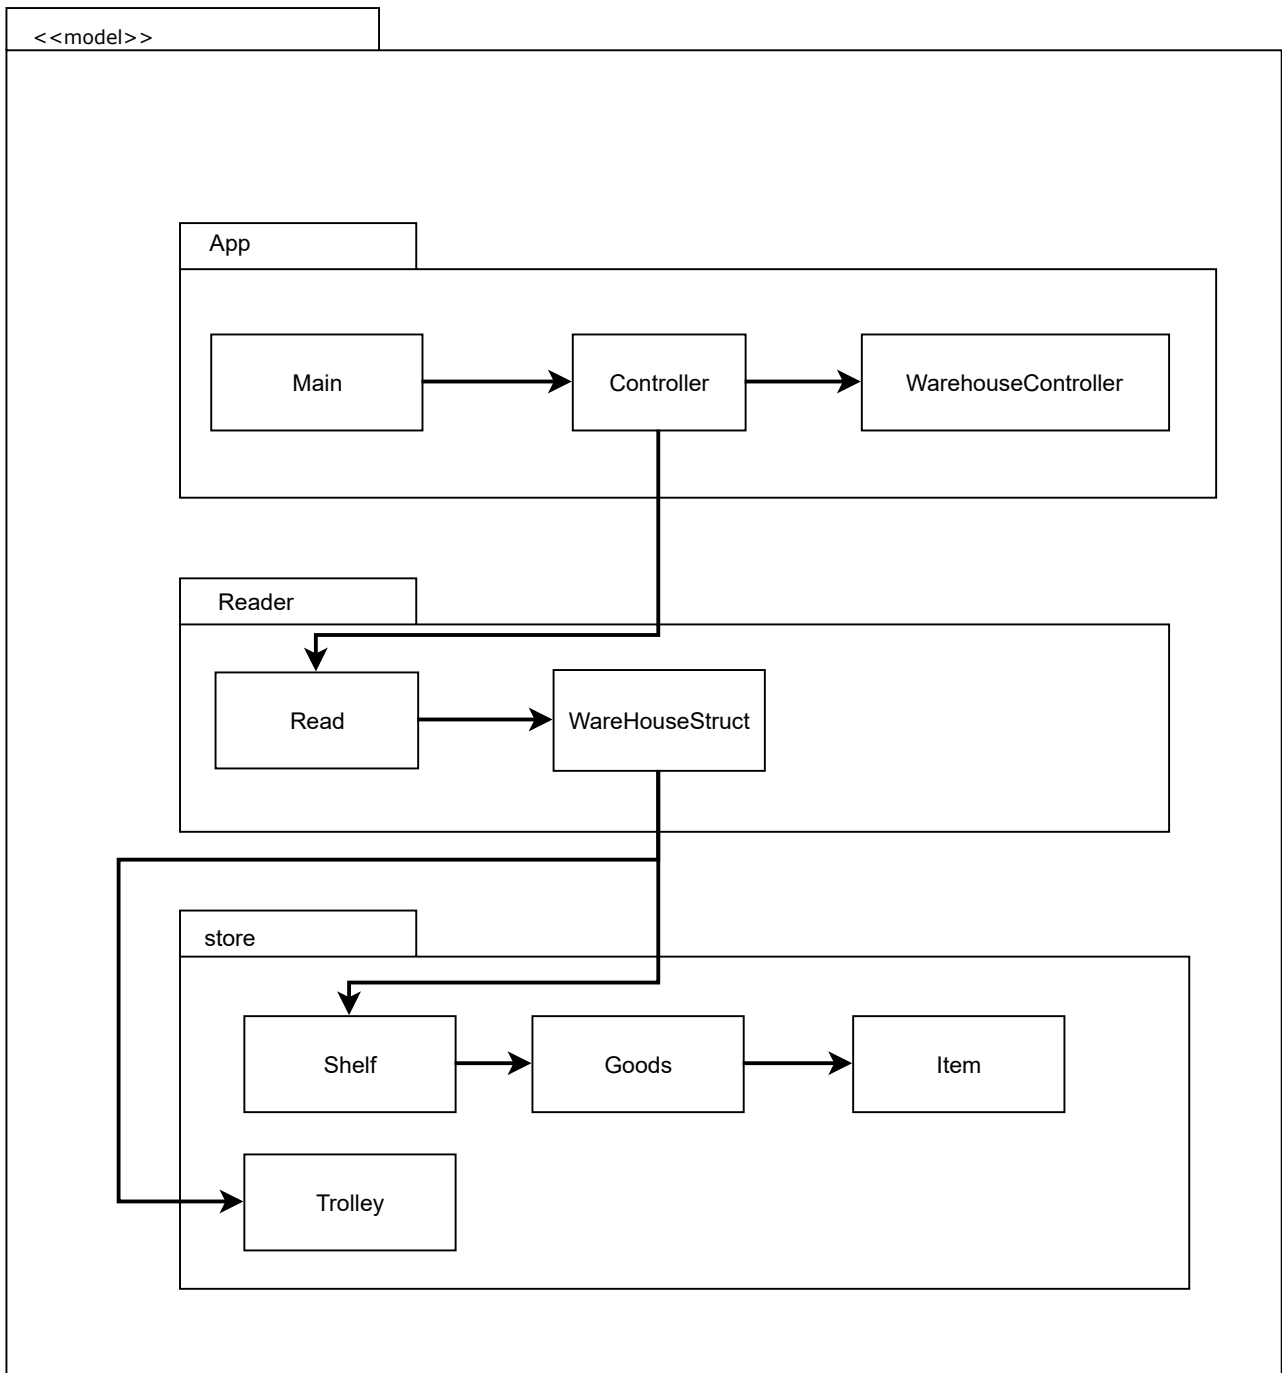 <<model>>
App
Main
Controller
WarehouseController
Reader
Read
WareHouseStruct
store
Shelf
Goods
Item
Trolley